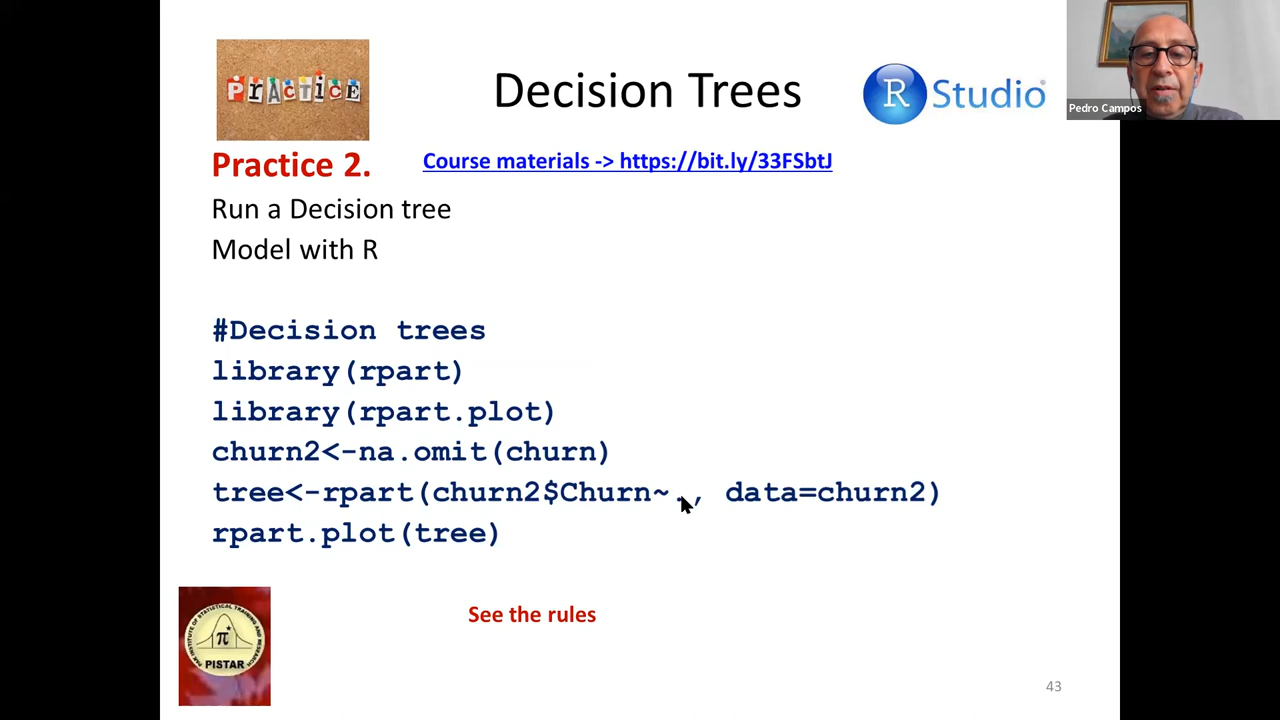 PrACtIcE
Decision Trees
R Studio
Pedro Campos
Practice 2.
Course materials -> https://bit.ly/33FSbtJ
Run a Decision tree
Model with R
#Decision trees
library(rpart)
library(rpart.plot)
churn2<-na.omit(churn)
tree<-rpart(churn2$Churn~., data=churn2)
rpart.plot(tree)
See the rules
π
PISTAR
43